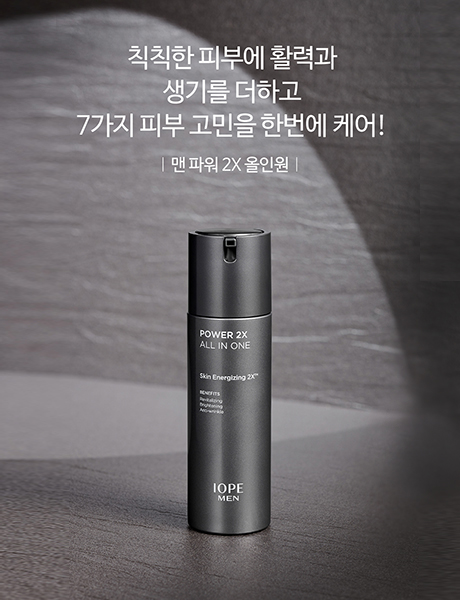 칙칙한 피부에 활력과
생기를 더하고
7가지 피부 고민을 한번에 케어!
| 맨 파워 2X 올인원 |
POWER 2X
ALL IN ONE
Skin Energizing 2X™
BENEFITS
Revitalizing
Brightening
Anti-wrinkle
IOPE
MEN